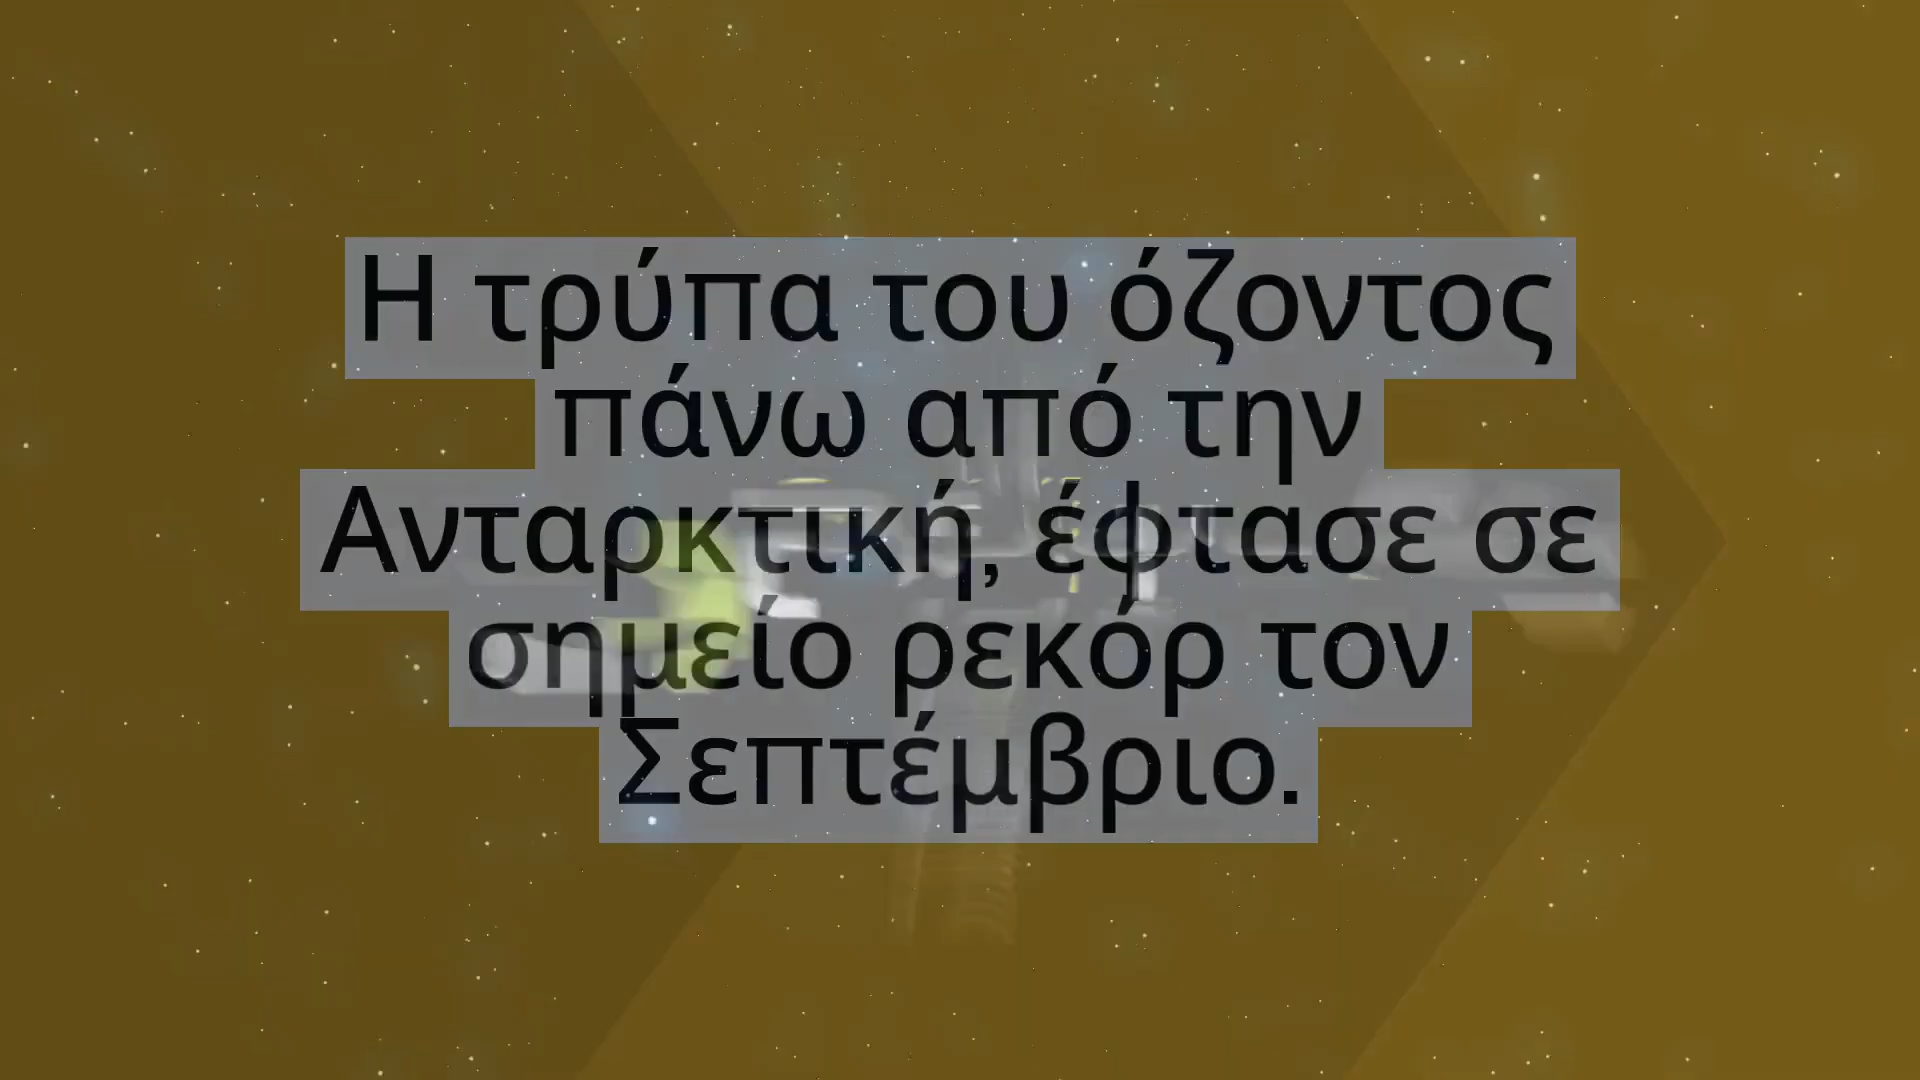 Η τρύπα του όζοντος
πάνω από την
Ανταρκτική, έφτασε σε
σημείο ρεκόρ τον
Σεπτέμβριο.